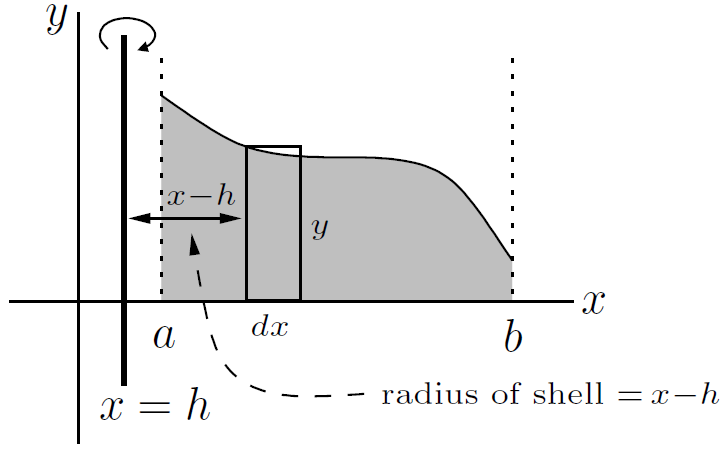 y
x−h
y
x
a
dx
b
x = h
radius of shell = x−h